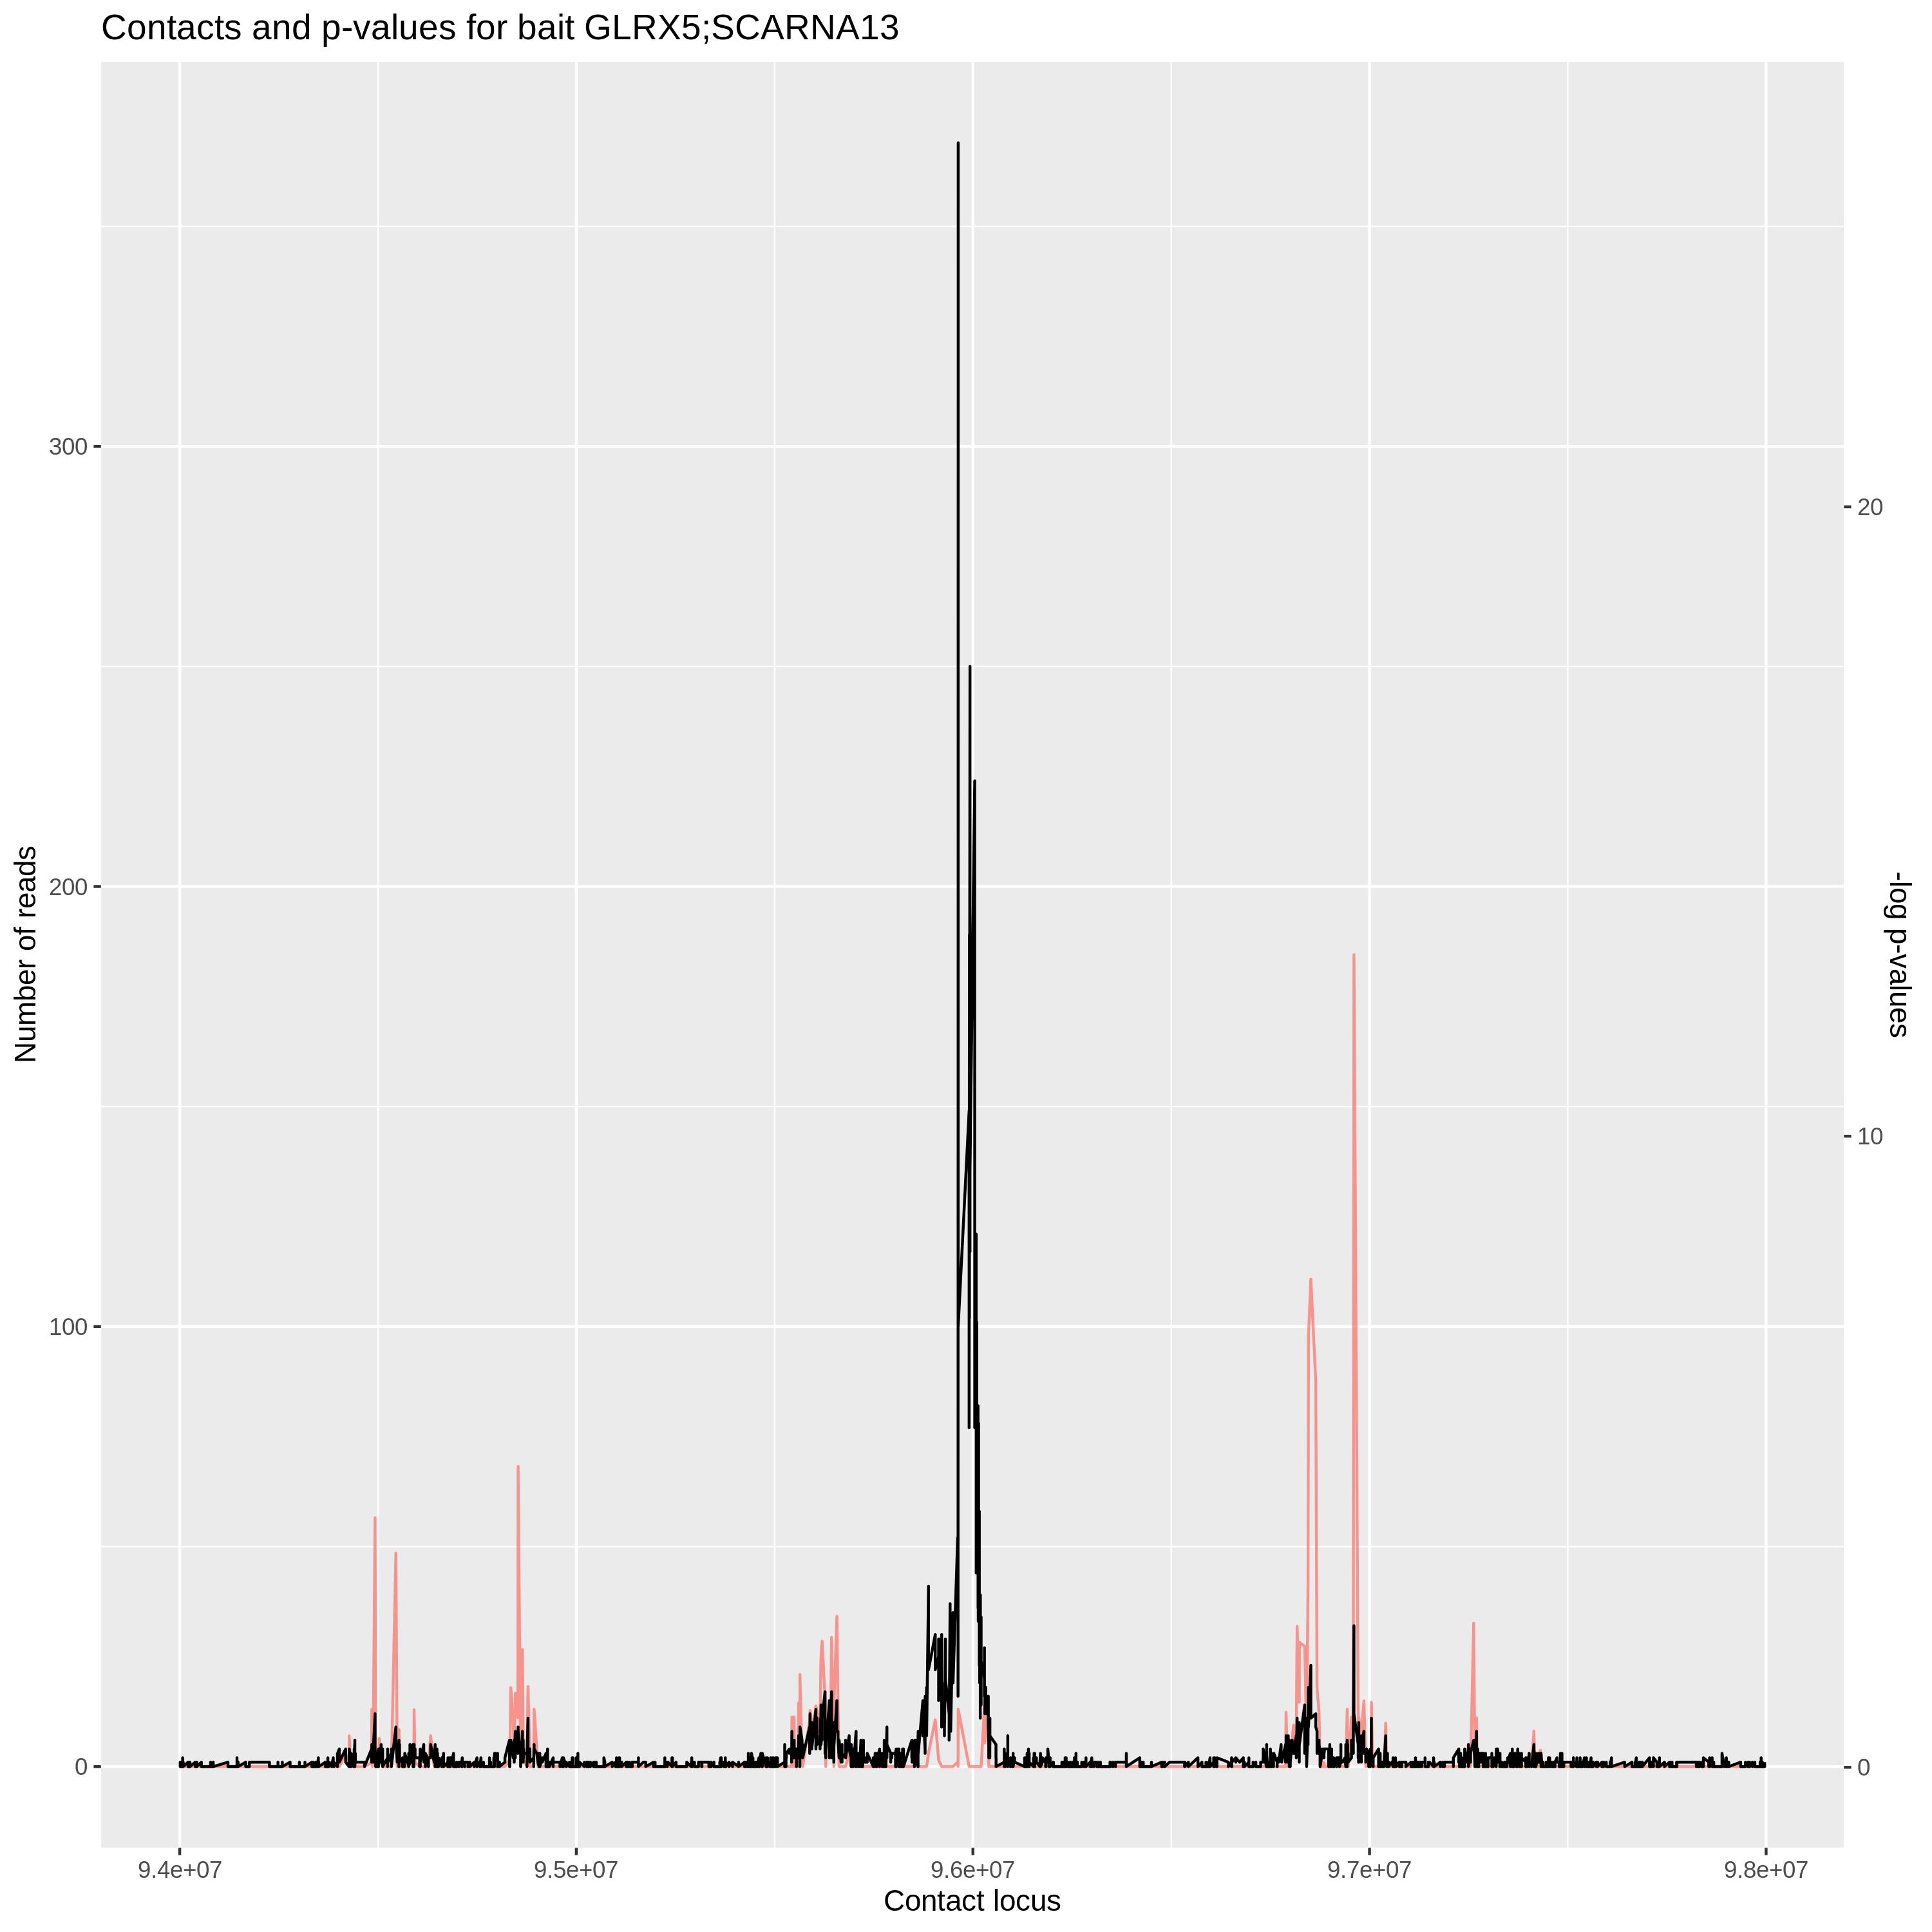 Contacts and p-values for bait GLRX5;SCARNA13
300
200
100
0
Number of reads
20
10
0
-log p-values
9.4e+07
9.5e+07
9.6e+07
9.7e+07
9.8e+07
Contact locus